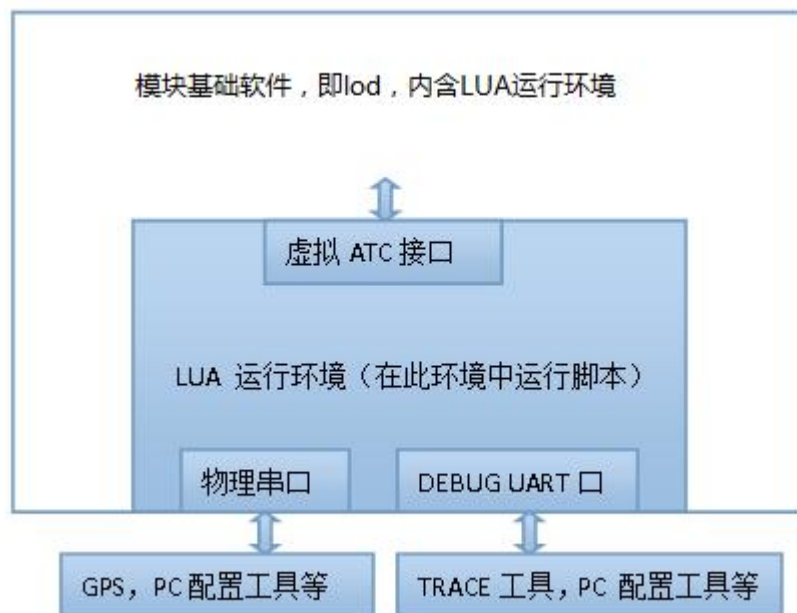 模块基础软件，即lod，内含LUA运行环境
虚拟 ATC 接口
LUA 运行环境（在此环境中运行脚本）
物理串口
DEBUG UART 口
GPS，PC 配置工具等
TRACE 工具，PC 配置工具等